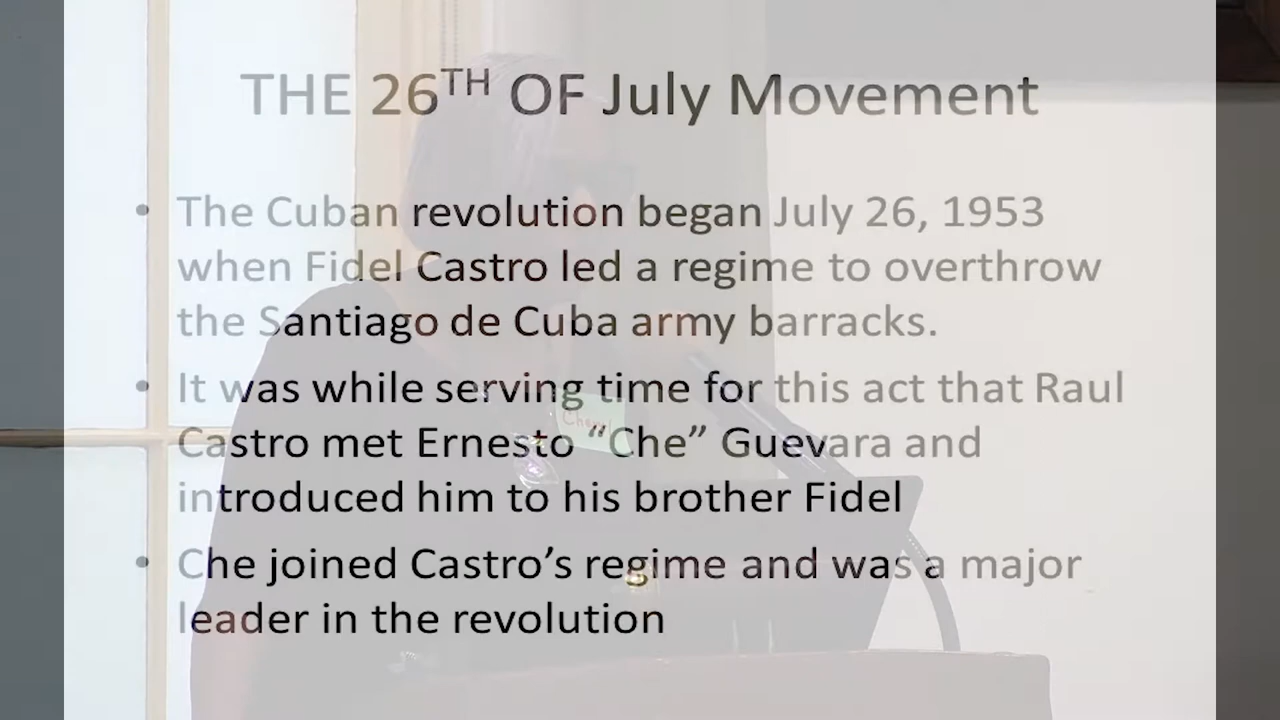 THE 26TH OF July Movement
• The Cuban revolution began July 26, 1953
when Fidel Castro led a regime to overthrow
the Santiago de Cuba army barracks.
• It was while serving time for this act that Raul
Castro met Ernesto “Che” Guevara and
introduced him to his brother Fidel
• Che joined Castro’s regime and was a major
leader in the revolution